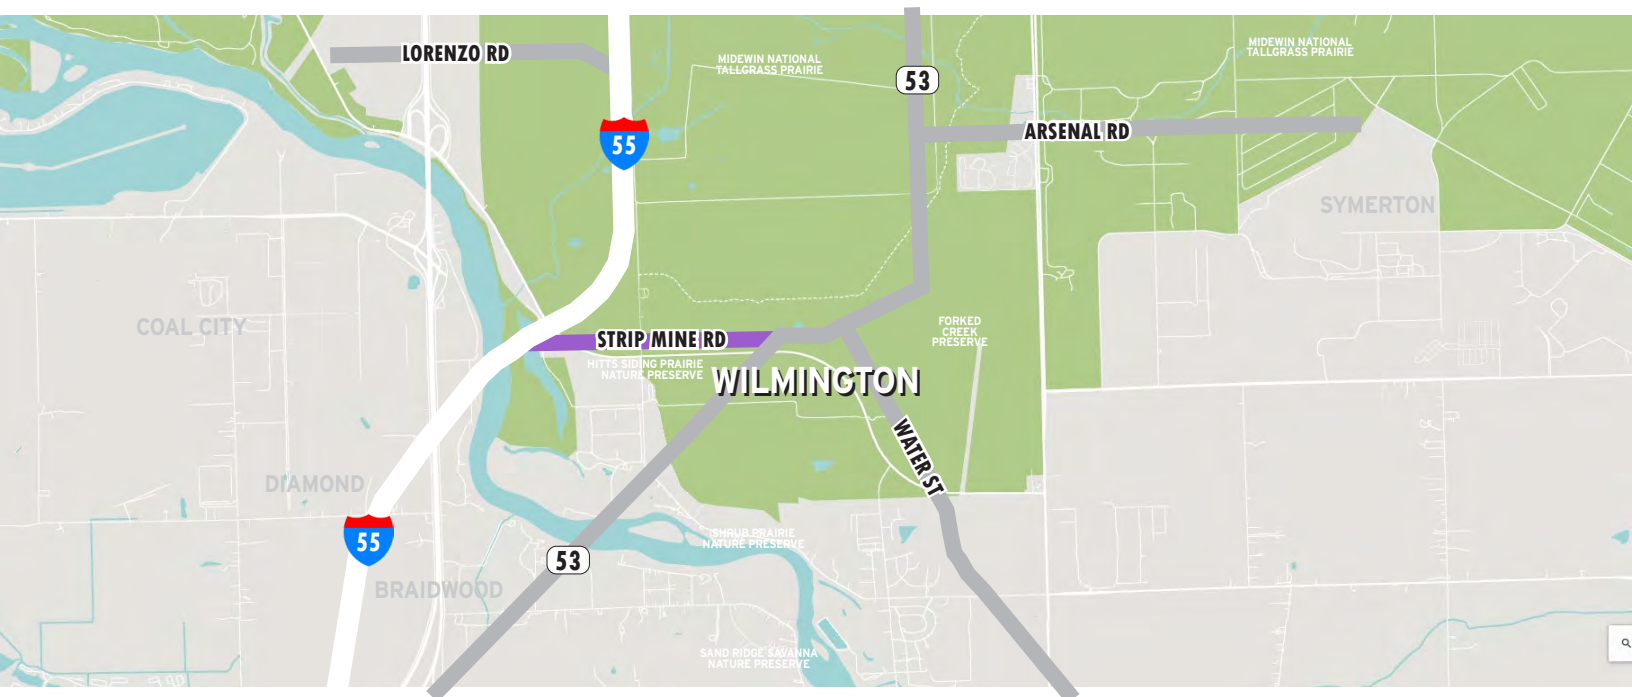 LORENZO RD
MIDEWIN NATIONAL
TALLGRASS PRAIRIE
53
MIDEWIN NATIONAL
TALLGRASS PRAIRIE
55
ARSENAL RD
SYMERTON
COAL CITY
STRIP MINE RD
FORKED
CREEK
PRESERVE
HITTS SIDING PRAIRIE
NATURE PRESERVE
WILMINGTON
WATER ST
DIAMOND
55
53
SHRUB PRAIRIE
NATURE PRESERVE
BRAIDWOOD
SAND RIDGE SAVANNA
NATURE PRESERVE